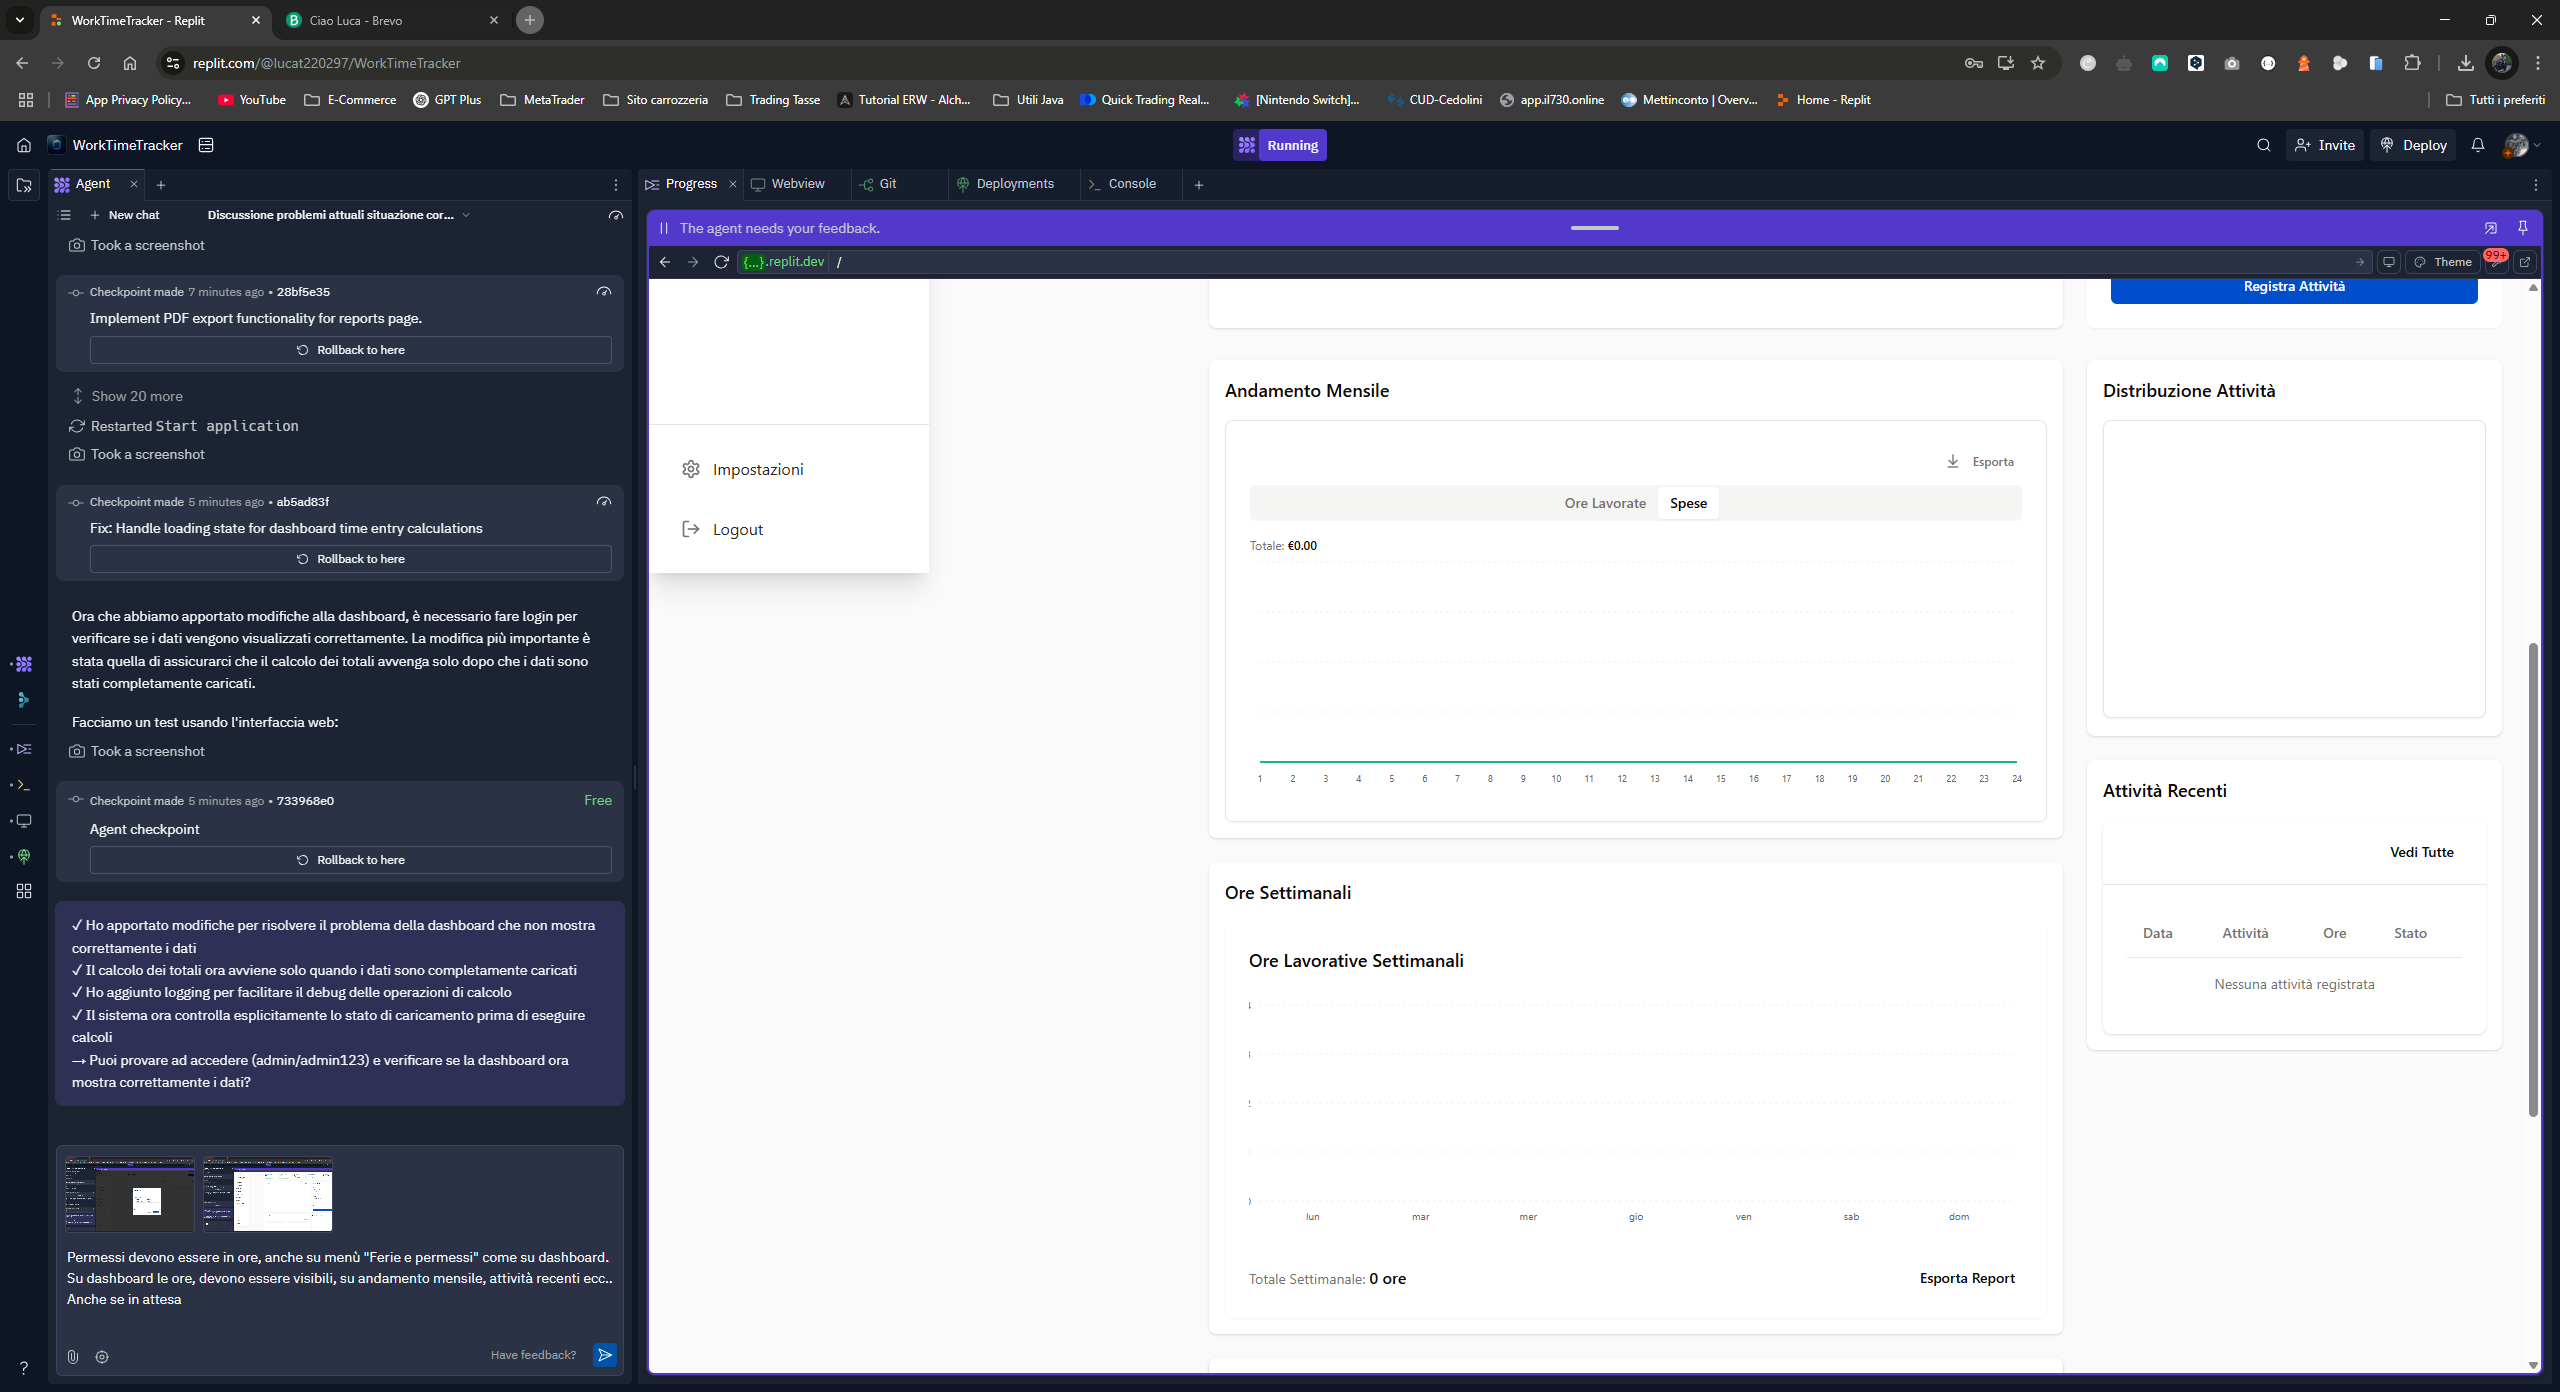 WorkTimeTracker - Replit
Ciao Luca - Brevo
replit.com/@lucat220297/WorkTimeTracker
App Privacy Policy...
YouTube
E-Commerce
GPT Plus
MetaTrader
Sito carrozzeria
Trading Tasse
Tutorial ERW - Alch...
Utili Java
Quick Trading Real...
[Nintendo Switch]...
CUD-Cedolini
app.il730.online
Mettinconto | Overv...
Home - Replit
Tutti i preferiti
WorkTimeTracker
Running
Invite
Deploy
Agent
New chat
Discussione problemi attuali situazione cor...
Took a screenshot
Checkpoint made 7 minutes ago • 28bf5e35
Implement PDF export functionality for reports page.
Rollback to here
Show 20 more
Restarted Start application
Took a screenshot
Checkpoint made 5 minutes ago • ab5ad83f
Fix: Handle loading state for dashboard time entry calculations
Rollback to here
Ora che abbiamo apportato modifiche alla dashboard, è necessario fare login per
verificare se i dati vengono visualizzati correttamente. La modifica più importante è
stata quella di assicurarci che il calcolo dei totali avvenga solo dopo che i dati sono
stati completamente caricati.
Facciamo un test usando l'interfaccia web:
Took a screenshot
Checkpoint made 5 minutes ago • 733968e0
Free
Agent checkpoint
Rollback to here
✓ Ho apportato modifiche per risolvere il problema della dashboard che non mostra
correttamente i dati
✓ Il calcolo dei totali ora avviene solo quando i dati sono completamente caricati
✓ Ho aggiunto logging per facilitare il debug delle operazioni di calcolo
✓ Il sistema ora controlla esplicitamente lo stato di caricamento prima di eseguire
calcoli
→ Puoi provare ad accedere (admin/admin123) e verificare se la dashboard ora
mostra correttamente i dati?
Permessi devono essere in ore, anche su menù "Ferie e permessi" come su dashboard.
Su dashboard le ore, devono essere visibili, su andamento mensile, attività recenti ecc..
Anche se in attesa
Have feedback?
Progress
Webview
Git
Deployments
Console
The agent needs your feedback.
{...}.replit.dev /
Theme
99+
Impostazioni
Logout
Registra Attività
Andamento Mensile
Esporta
Ore Lavorate
Spese
Totale: €0.00
1 2 3 4 5 6 7 8 9 10 11 12 13 14 15 16 17 18 19 20 21 22 23 24
Ore Settimanali
Ore Lavorative Settimanali
lun mar mer gio ven sab dom
Totale Settimanale: 0 ore
Esporta Report
Distribuzione Attività
Attività Recenti
Vedi Tutte
Data Attività Ore Stato
Nessuna attività registrata